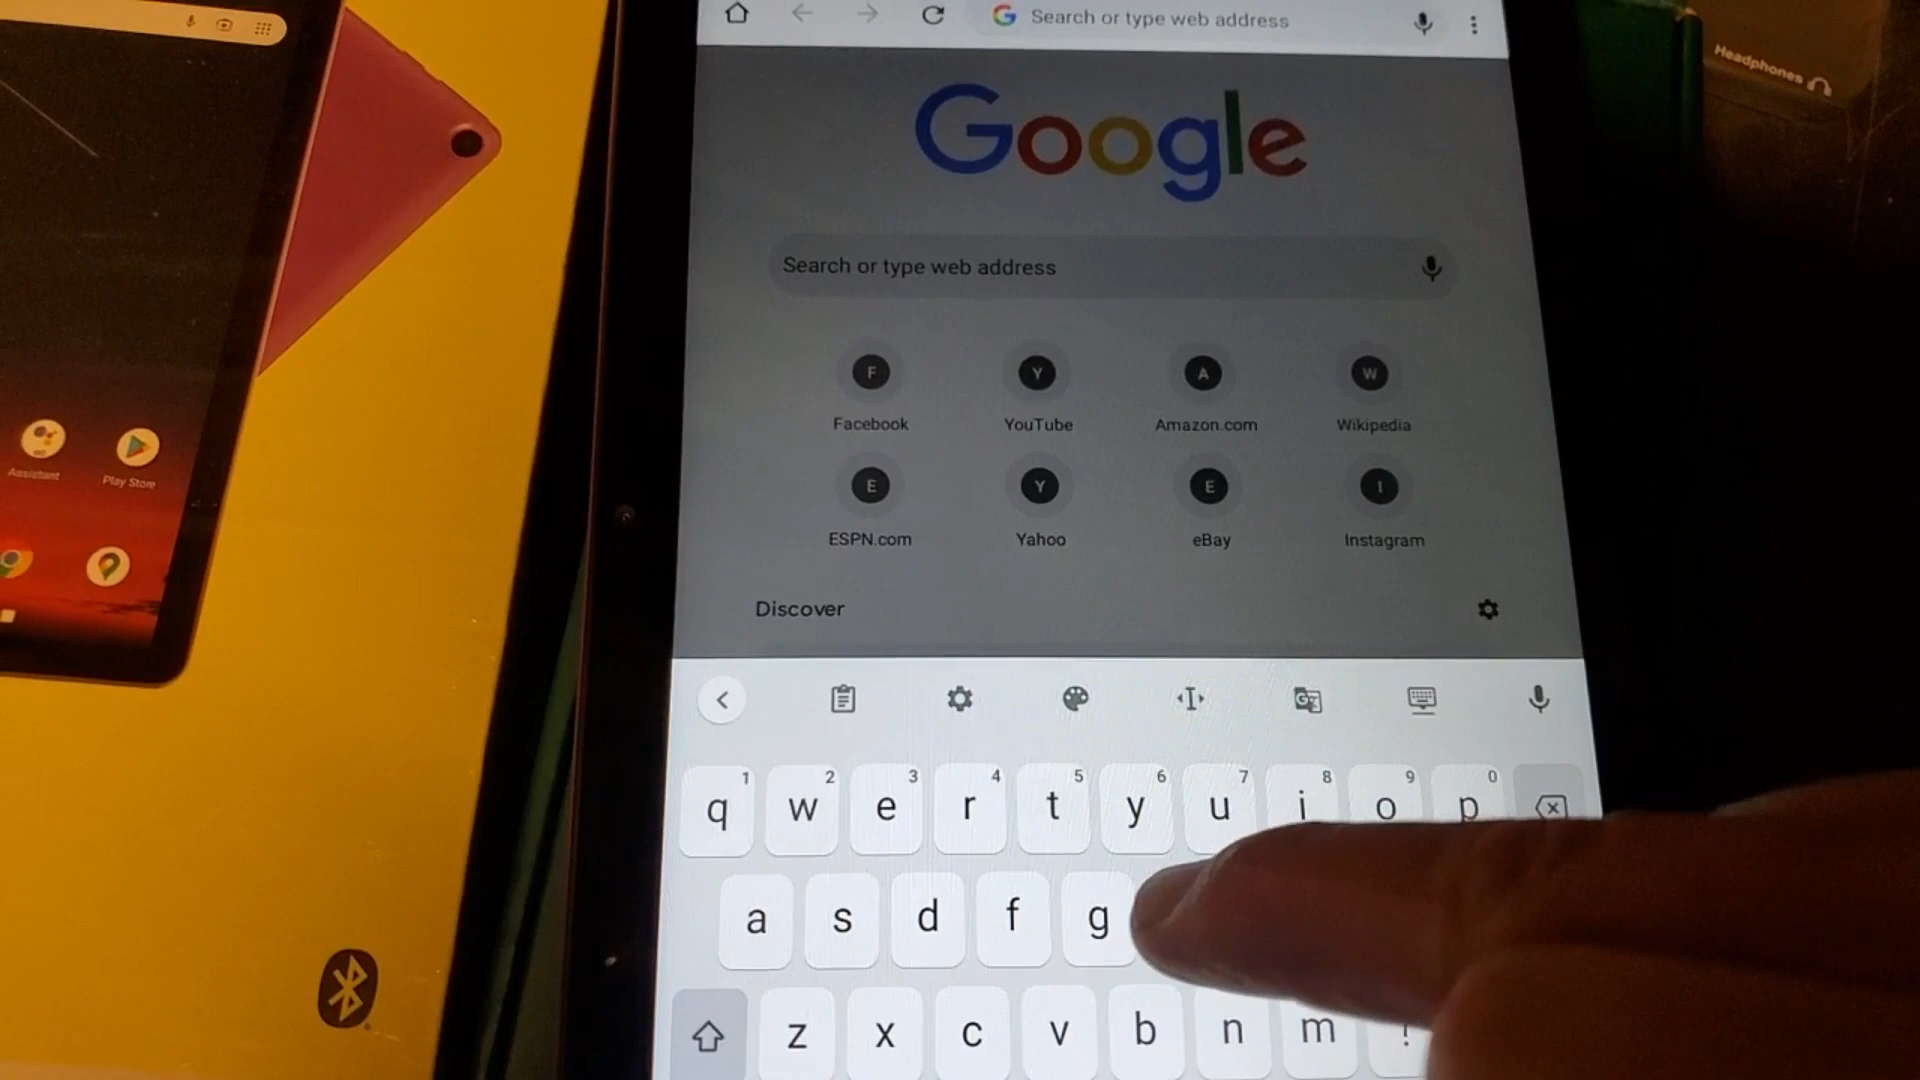 Search or type web address
Headphones
Google
Search or type web address
F Y A W
Facebook YouTube Amazon.com Wikipedia
E Y E I
ESPN.com Yahoo eBay Instagram
Discover
Assistant Play Store
1 2 3 4 5 6 7 8 9 0
q w e r t y u i o p
a s d f g
z x c v b n m !